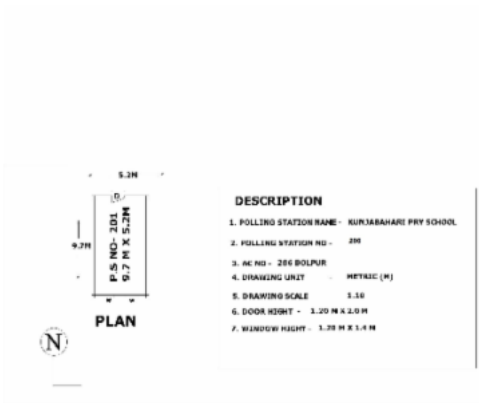 5.2M
D
9.7M
P.S NO- 201
9.7 M X 5.2M
PLAN
N
DESCRIPTION
1. POLLING STATION NAME - KUNJABAHARI PRY SCHOOL
2. POLLING STATION NO -
3. AC NO - 286 BOLPUR
4. DRAWING UNIT - METRIC (M)
5. DRAWING SCALE 1.10
6. DOOR HIGHT - 1.20 M X 2.0 M
7. WINDOW HIGHT - 1.20 M X 1.4 M